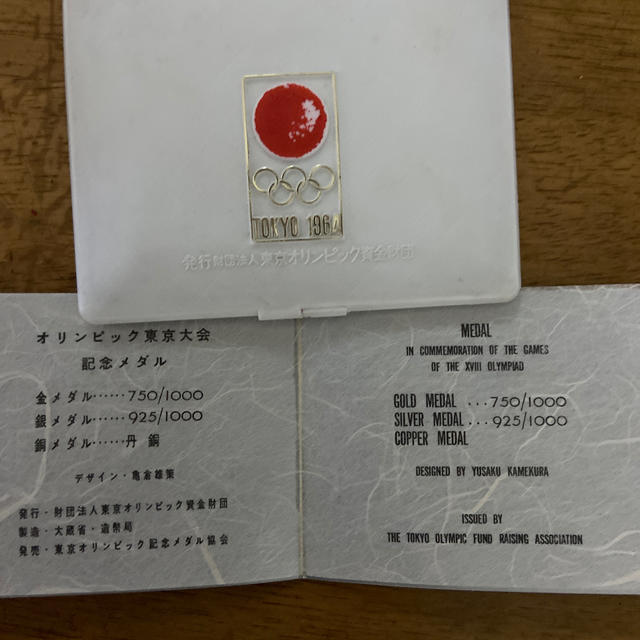 TOKYO 1964
発行 財団法人 東京オリンピック資金財団
オリンピック東京大会
記念メダル
金メダル……750/1000
銀メダル……925/1000
銅メダル……丹 銅
デザイン・亀倉雄策
発行・財団法人東京オリンピック資金財団
製造・大蔵省・造幣局
発売・東京オリンピック記念メダル協会
MEDAL
IN COMMEMORATION OF THE GAMES
OF THE XVIII OLYMPIAD
GOLD MEDAL ...750/1000
SILVER MEDAL ...925/1000
COPPER MEDAL
DESIGNED BY YUSAKU KAMEKURA
ISSUED BY
THE TOKYO OLYMPIC FUND RAISING ASSOCIATION